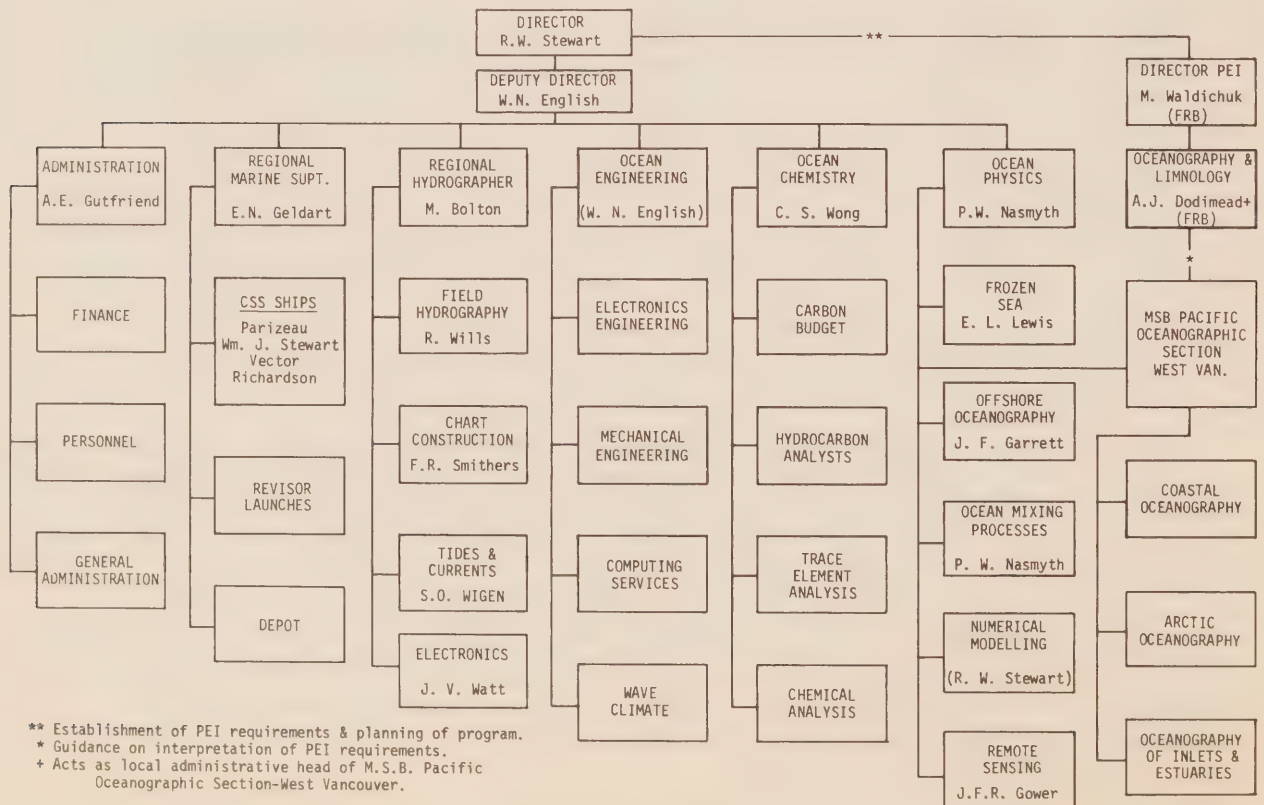 DIRECTOR
R.W. Stewart
**
DEPUTY DIRECTOR
W.N. English
DIRECTOR PEI
M. Waldichuk
(FRB)
ADMINISTRATION
A.E. Gutfriend
FINANCE
PERSONNEL
GENERAL
ADMINISTRATION
REGIONAL
MARINE SUPT.
E.N. Geldart
CSS SHIPS
Parizeau
Wm. J. Stewart
Vector
Richardson
REVISOR
LAUNCHES
DEPOT
REGIONAL
HYDROGRAPHER
M. Bolton
FIELD
HYDROGRAPHY
R. Wills
CHART
CONSTRUCTION
F.R. Smithers
TIDES &
CURRENTS
S.O. WIGEN
ELECTRONICS
J. V. Watt
OCEAN
ENGINEERING
(W. N. English)
ELECTRONICS
ENGINEERING
MECHANICAL
ENGINEERING
COMPUTING
SERVICES
WAVE
CLIMATE
OCEAN
CHEMISTRY
C. S. Wong
CARBON
BUDGET
HYDROCARBON
ANALYSTS
TRACE
ELEMENT
ANALYSIS
CHEMICAL
ANALYSIS
OCEAN
PHYSICS
P.W. Nasmyth
FROZEN
SEA
E. L. Lewis
OFFSHORE
OCEANOGRAPHY
J. F. Garrett
OCEAN MIXING
PROCESSES
P. W. Nasmyth
NUMERICAL
MODELLING
(R. W. Stewart)
REMOTE
SENSING
J.F.R. Gower
OCEANOGRAPHY &
LIMNOLOGY
A.J. Dodimead+
(FRB)
*
MSB PACIFIC
OCEANOGRAPHIC
SECTION
WEST VAN.
COASTAL
OCEANOGRAPHY
ARCTIC
OCEANOGRAPHY
OCEANOGRAPHY
OF INLETS &
ESTUARIES
** Establishment of PEI requirements & planning of program.
* Guidance on interpretation of PEI requirements.
+ Acts as local administrative head of M.S.B. Pacific
Oceanographic Section-West Vancouver.